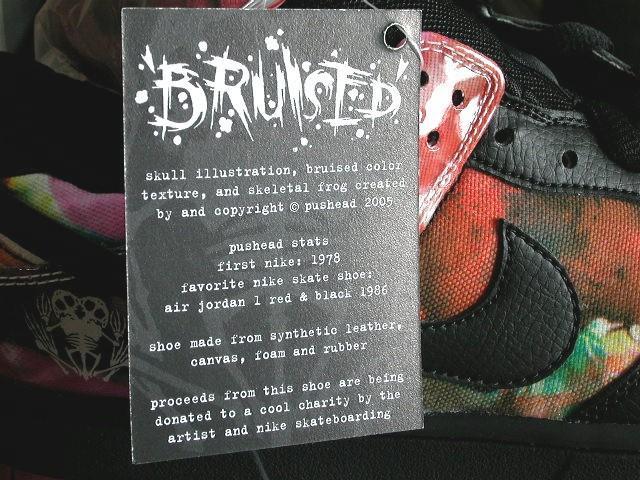 BRUISED
skull illustration, bruised color
texture, and skeletal frog created
by and copyright © pushead 2005
pushead stats
first nike: 1978
favorite nike skate shoe:
air jordan 1 red & black 1986
shoe made from synthetic leather,
canvas, foam and rubber
proceeds from this shoe are being
donated to a cool charity by the
artist and nike skateboarding